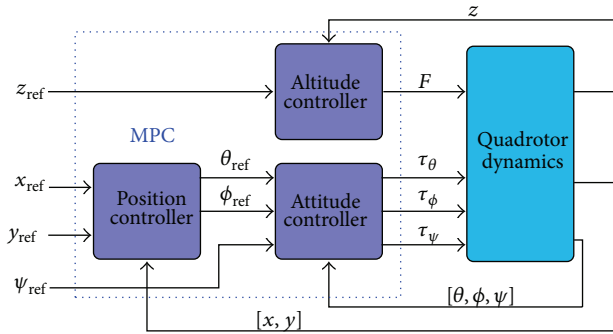 z
z_ref
Altitude
controller
F
MPC
Quadrotor
dynamics
x_ref
y_ref
Position
controller
θ_ref
ϕ_ref
Attitude
controller
τ_θ
τ_ϕ
τ_ψ
ψ_ref
[θ, ϕ, ψ]
[x, y]